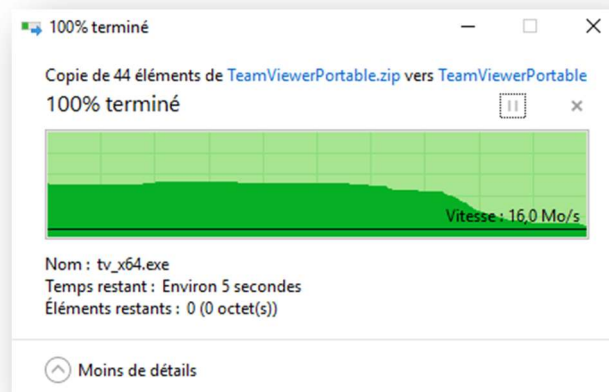 100% terminé
Copie de 44 éléments de TeamViewerPortable.zip vers TeamViewerPortable
100% terminé
Vitesse : 16,0 Mo/s
Nom : tv_x64.exe
Temps restant : Environ 5 secondes
Éléments restants : 0 (0 octet(s))
Moins de détails